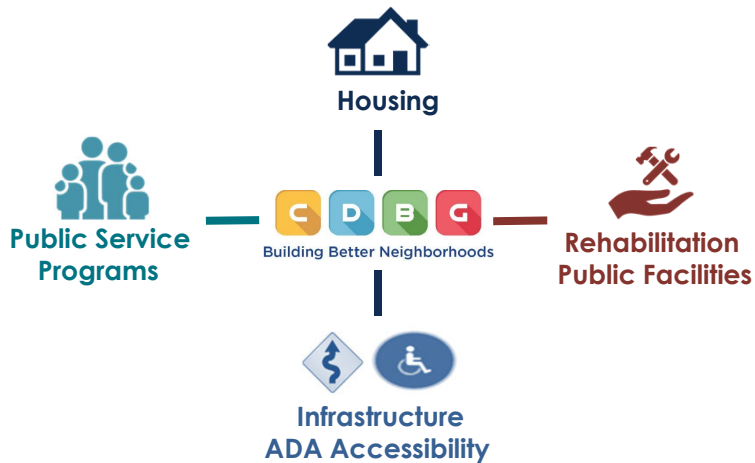 Housing
Public Service
Programs
C D B G
Building Better Neighborhoods
Rehabilitation
Public Facilities
Infrastructure
ADA Accessibility